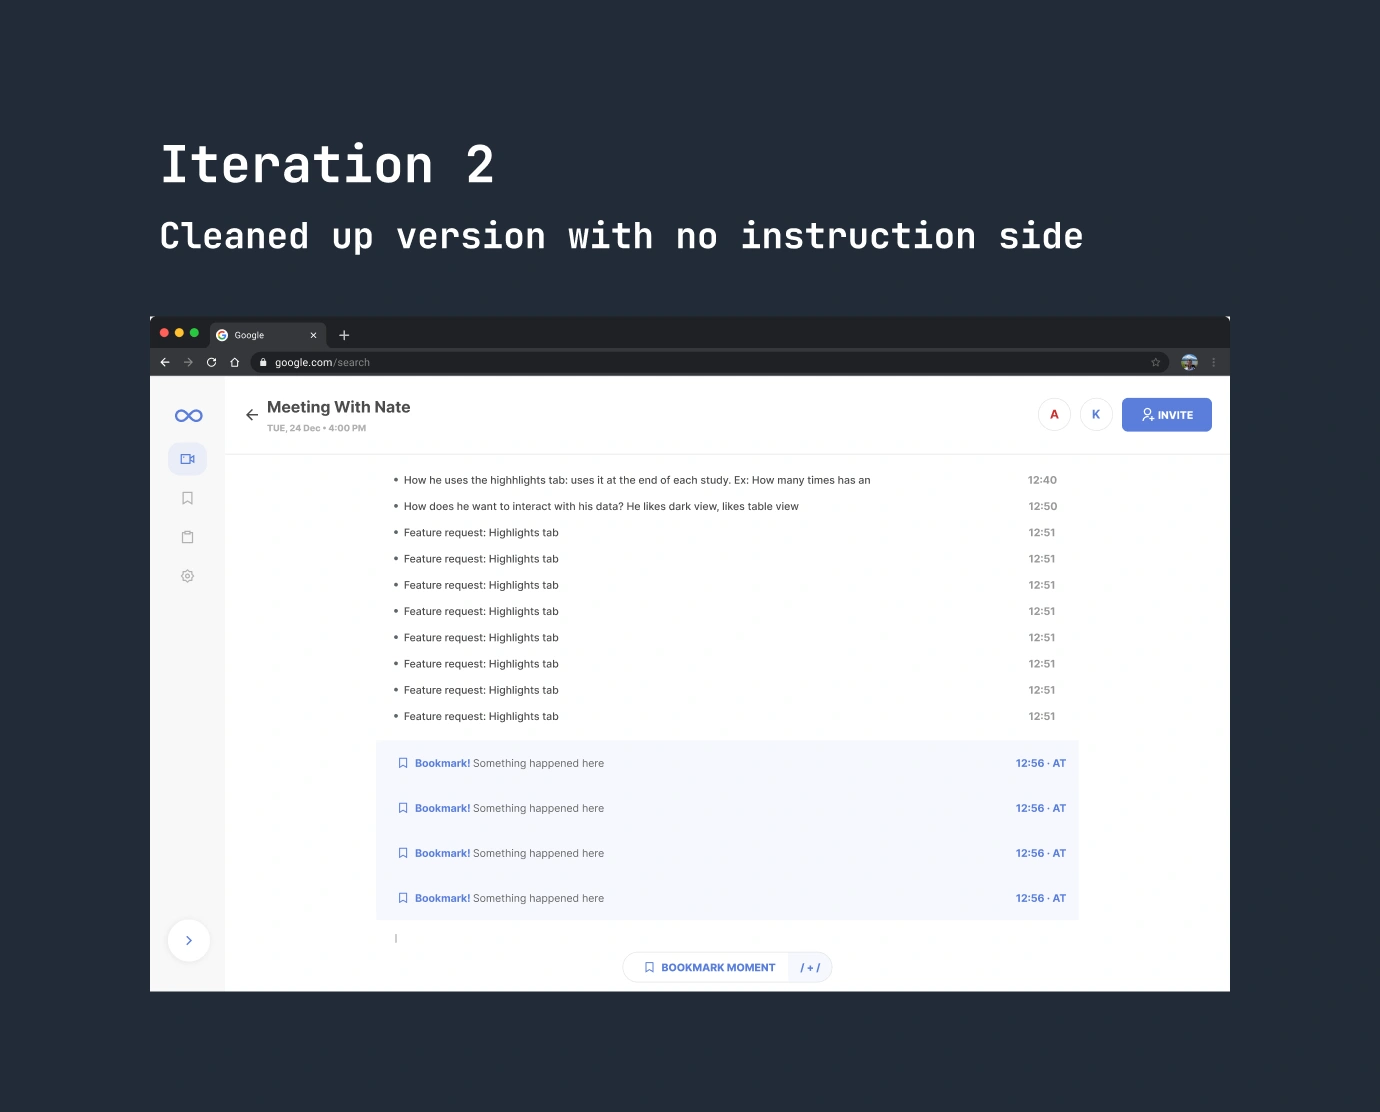 Iteration 2
Cleaned up version with no instruction side
Google
google.com/search
Meeting With Nate
TUE, 24 Dec • 4:00 PM
A
K
INVITE
• How he uses the highhlights tab: uses it at the end of each study. Ex: How many times has an 12:40
• How does he want to interact with his data? He likes dark view, likes table view 12:50
• Feature request: Highlights tab 12:51
• Feature request: Highlights tab 12:51
• Feature request: Highlights tab 12:51
• Feature request: Highlights tab 12:51
• Feature request: Highlights tab 12:51
• Feature request: Highlights tab 12:51
• Feature request: Highlights tab 12:51
• Feature request: Highlights tab 12:51
Bookmark! Something happened here 12:56 · AT
Bookmark! Something happened here 12:56 · AT
Bookmark! Something happened here 12:56 · AT
Bookmark! Something happened here 12:56 · AT
BOOKMARK MOMENT / + /